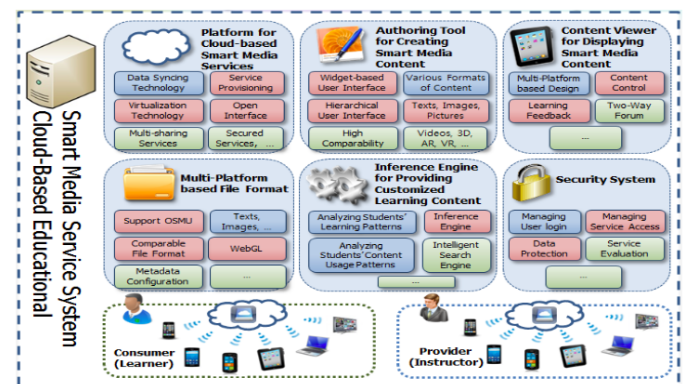 Smart Media Service System
Cloud-Based Educational
Platform for
Cloud-based
Smart Media
Services
Data Syncing
Technology
Service
Provisioning
Virtualization
Technology
Open
Interface
Multi-sharing
Services
Secured
Services, ...
Authoring Tool
for Creating
Smart Media
Content
Widget-based
User Interface
Various Formats
of Content
Hierarchical
User Interface
Texts, Images,
Pictures
High
Comparability
Videos, 3D,
AR, VR, ...
Content Viewer
for Displaying
Smart Media
Content
Multi-Platform
based Design
Content
Control
Learning
Feedback
Two-Way
Forum
...
Multi-Platform
based File Format
Support OSMU
Texts,
Images, ...
Comparable
File Format
WebGL
Metadata
Configuration
...
Inference Engine
for Providing
Customized
Learning Content
Analyzing Students'
Learning Patterns
Inference
Engine
Analyzing
Students'Content
Usage Patterns
Intelligent
Search
Engine
...
Security System
Managing
User login
Managing
Service Access
Data
Protection
Service
Evaluation
...
Consumer
(Learner)
Provider
(Instructor)